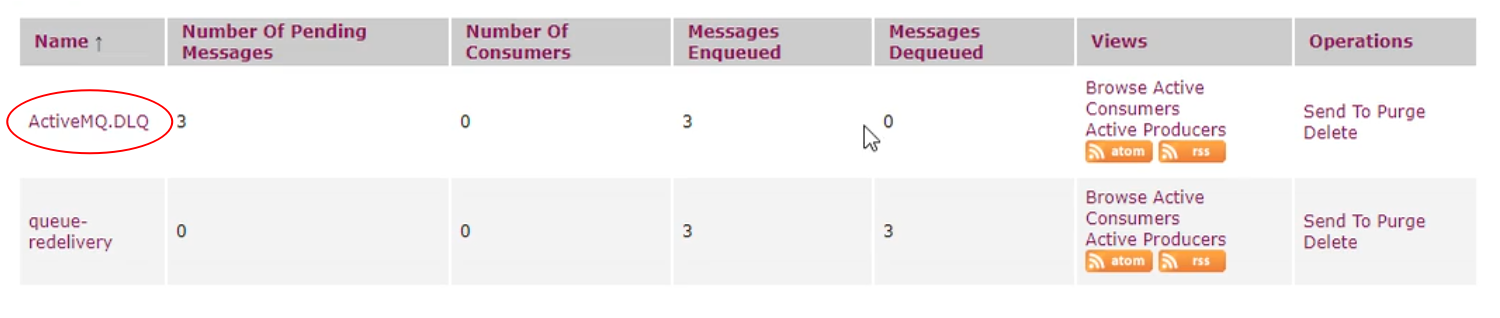 Name ↑ Number Of Pending Messages Number Of Consumers Messages Enqueued Messages Dequeued Views Operations
ActiveMQ.DLQ 3 0 3 0 Browse Active Consumers Active Producers atom rss Send To Purge Delete
queue-redelivery 0 0 3 3 Browse Active Consumers Active Producers atom rss Send To Purge Delete